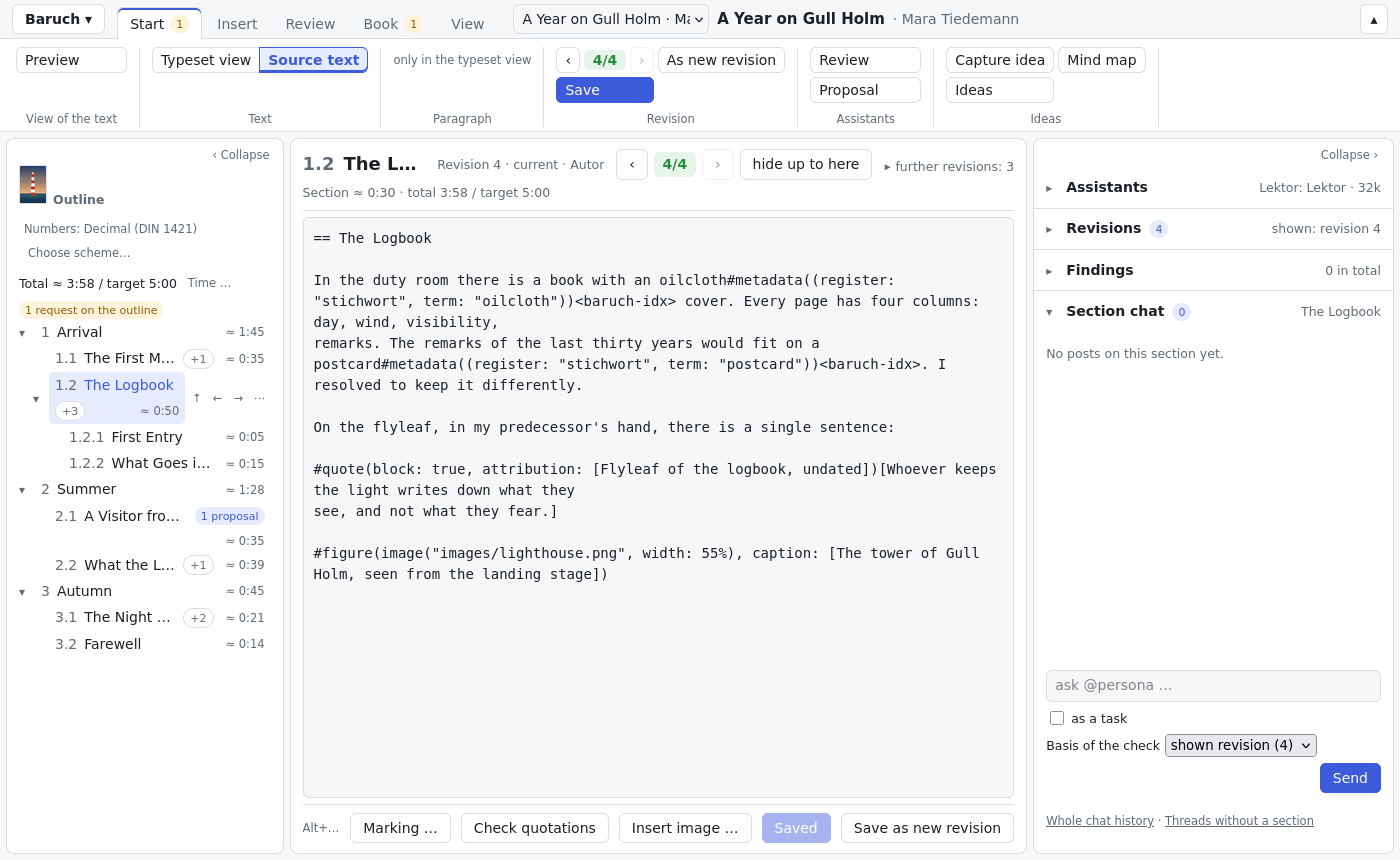 Baruch ▾
Start 1
Insert
Review
Book 1
View
A Year on Gull Holm · Ma
A Year on Gull Holm · Mara Tiedemann
▴
Preview
View of the text
Typeset view
Source text
Text
only in the typeset view
Paragraph
‹ 4/4 › As new revision
Save
Revision
Review
Proposal
Assistants
Capture idea
Mind map
Ideas
Ideas
‹ Collapse
Outline
Numbers: Decimal (DIN 1421)
Choose scheme…
Total ≈ 3:58 / target 5:00 Time …
1 request on the outline
▾ 1 Arrival ≈ 1:45
1.1 The First M… +1 ≈ 0:35
▾ 1.2 The Logbook
+3 ≈ 0:50 ↑ ← → ···
1.2.1 First Entry ≈ 0:05
1.2.2 What Goes i… ≈ 0:15
▾ 2 Summer ≈ 1:28
2.1 A Visitor fro… 1 proposal
≈ 0:35
2.2 What the L… +1 ≈ 0:39
▾ 3 Autumn ≈ 0:45
3.1 The Night … +2 ≈ 0:21
3.2 Farewell ≈ 0:14
1.2 The L… Revision 4 · current · Autor ‹ 4/4 › hide up to here ▸ further revisions: 3
Section ≈ 0:30 · total 3:58 / target 5:00
== The Logbook
In the duty room there is a book with an oilcloth#metadata((register:
"stichwort", term: "oilcloth"))<baruch-idx> cover. Every page has four columns:
day, wind, visibility,
remarks. The remarks of the last thirty years would fit on a
postcard#metadata((register: "stichwort", term: "postcard"))<baruch-idx>. I
resolved to keep it differently.
On the flyleaf, in my predecessor's hand, there is a single sentence:
#quote(block: true, attribution: [Flyleaf of the logbook, undated])[Whoever keeps
the light writes down what they
see, and not what they fear.]
#figure(image("images/lighthouse.png", width: 55%), caption: [The tower of Gull
Holm, seen from the landing stage])
Alt+… Marking … Check quotations Insert image … Saved Save as new revision
Collapse ›
▸ Assistants Lektor: Lektor · 32k
▸ Revisions 4 shown: revision 4
▸ Findings 0 in total
▾ Section chat 0 The Logbook
No posts on this section yet.
ask @persona …
as a task
Basis of the check shown revision (4)
Send
Whole chat history · Threads without a section